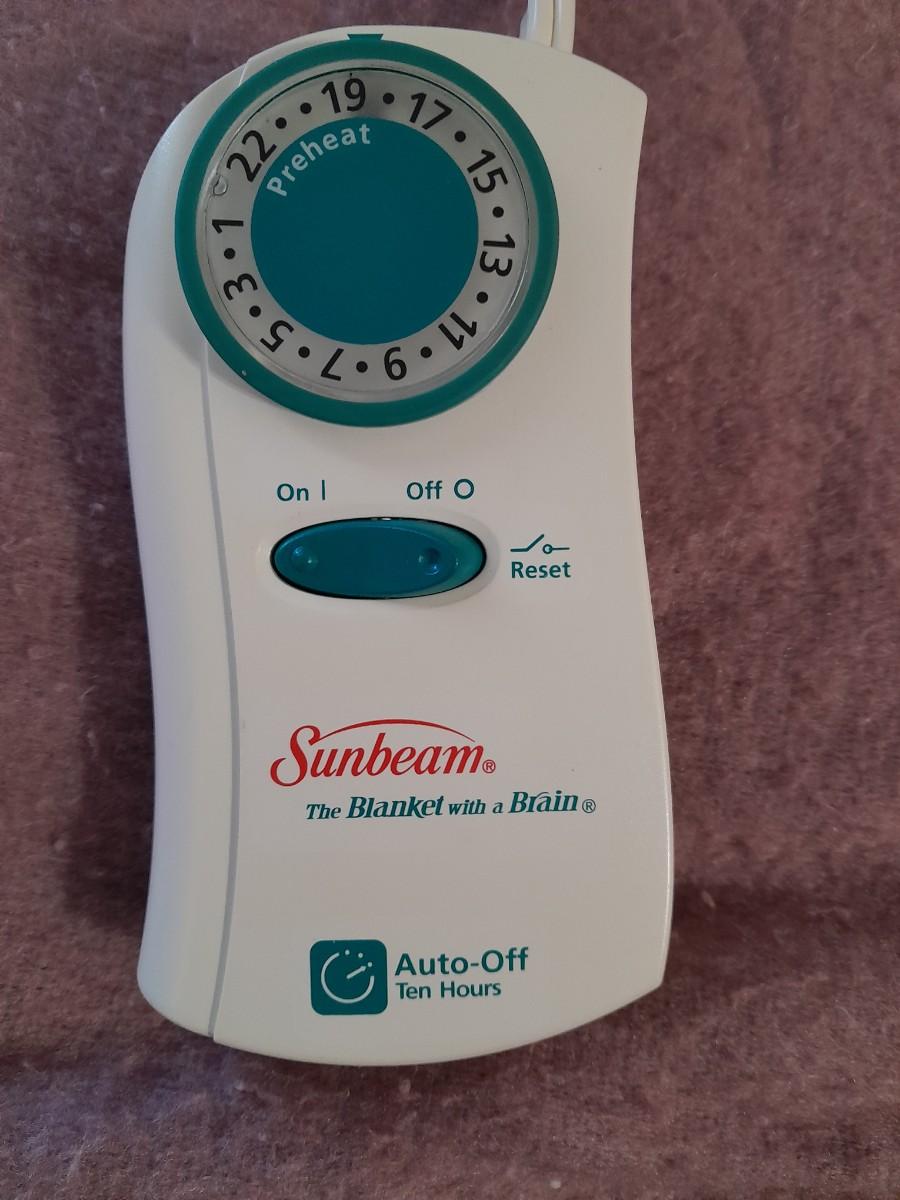 Preheat
1 • 3 • 5 • 7 • 9 • 11 • 13 • 15 • 17 • 19 • • 22
On | Off O
Reset
Sunbeam®
The Blanket with a Brain®
Auto-Off
Ten Hours